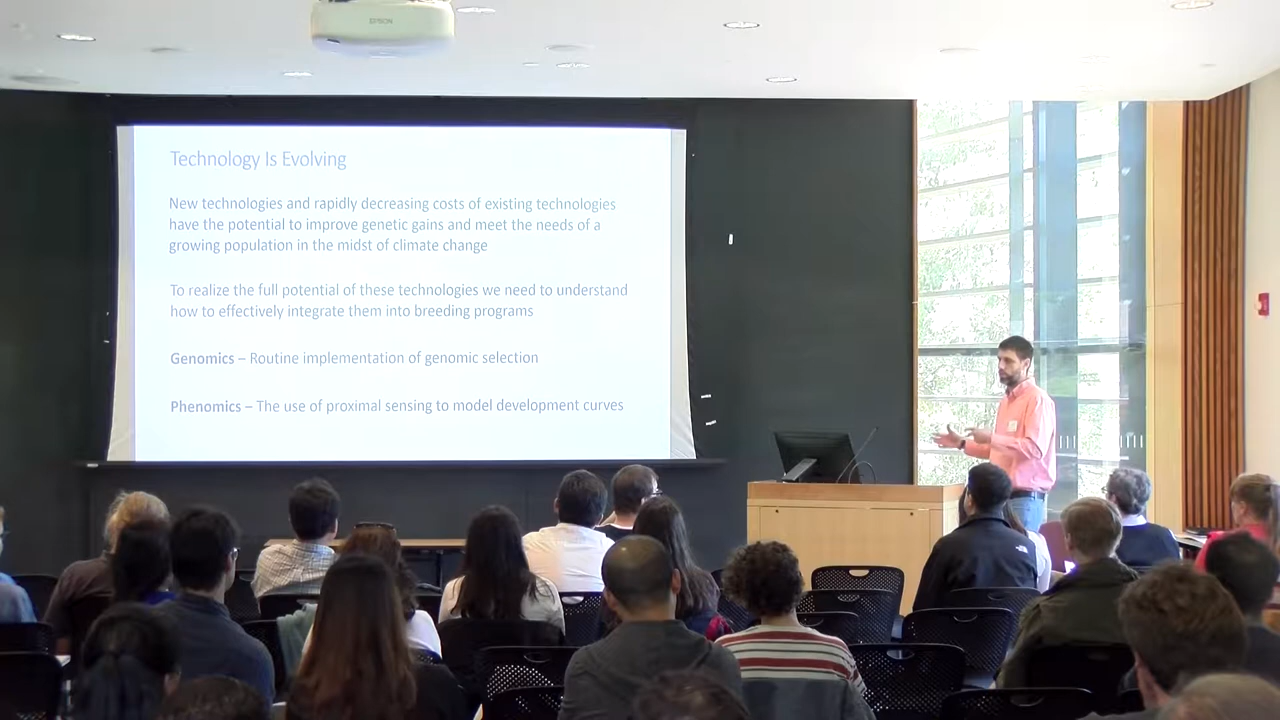 EPSON
Technology Is Evolving
New technologies and rapidly decreasing costs of existing technologies
have the potential to improve genetic gains and meet the needs of a
growing population in the midst of climate change
To realize the full potential of these technologies we need to understand
how to effectively integrate them into breeding programs
Genomics – Routine implementation of genomic selection
Phenomics – The use of proximal sensing to model development curves